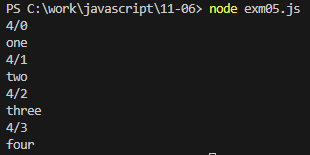 PS C:\work\javascript\11-06> node exm05.js
4/0
one
4/1
two
4/2
three
4/3
four